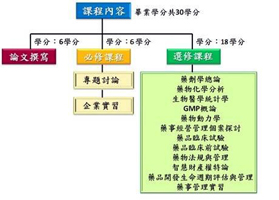 課程內容 畢業學分共30學分
學分：6學分 學分：6學分 學分：18學分
論文撰寫 必修課程 選修課程
專題討論
企業實習
藥劑學總論
藥物化學分析
生物醫學統計學
GMP概論
藥物動力學
藥事經營管理個案探討
藥品臨床試驗
藥品臨床前試驗
藥物法規與管理
智慧財產權特論
藥品開發生命週期評估與管理
藥事管理實習